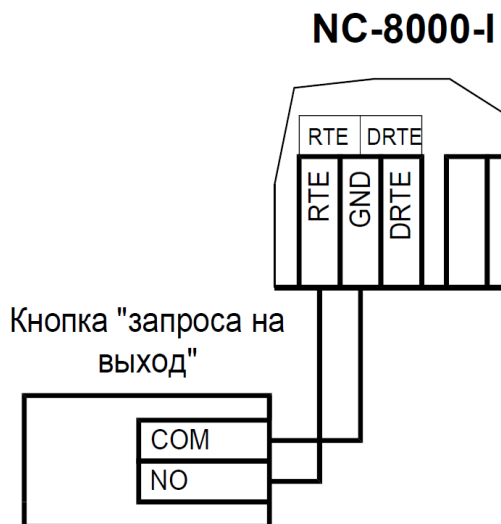 NC-8000-I
RTE DRTE
RTE GND DRTE
Кнопка "запроса на
выход"
COM
NO